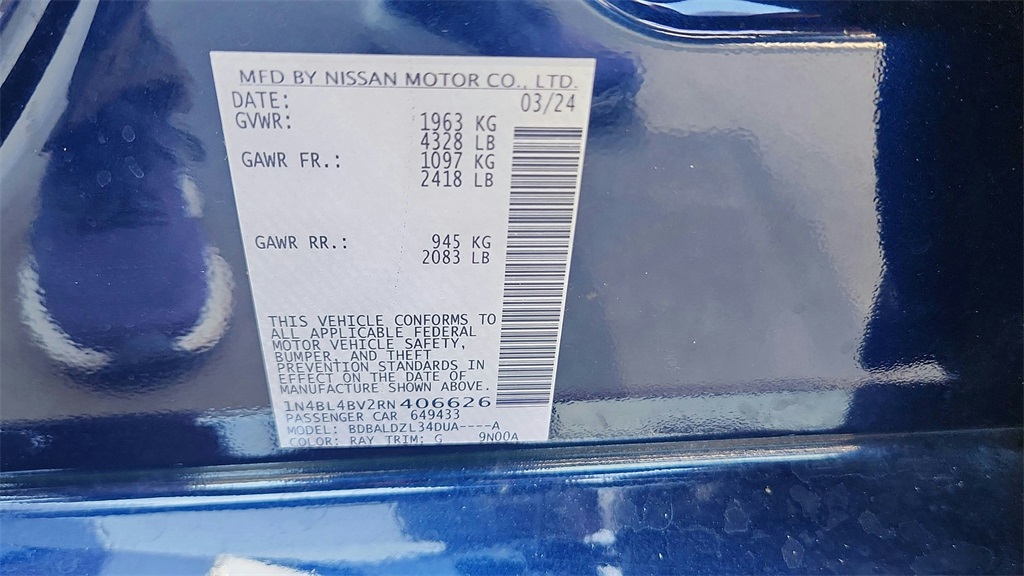 MFD BY NISSAN MOTOR CO., LTD.
DATE: 03/24
GVWR: 1963 KG
4328 LB
GAWR FR.: 1097 KG
2418 LB
GAWR RR.: 945 KG
2083 LB
THIS VEHICLE CONFORMS TO
ALL APPLICABLE FEDERAL
MOTOR VEHICLE SAFETY,
BUMPER, AND THEFT
PREVENTION STANDARDS IN
EFFECT ON THE DATE OF
MANUFACTURE SHOWN ABOVE.
1N4BL4BV2RN406626
PASSENGER CAR 649433
MODEL: BDBALDZL34DUA----A
COLOR: RAY TRIM: G 9N00A